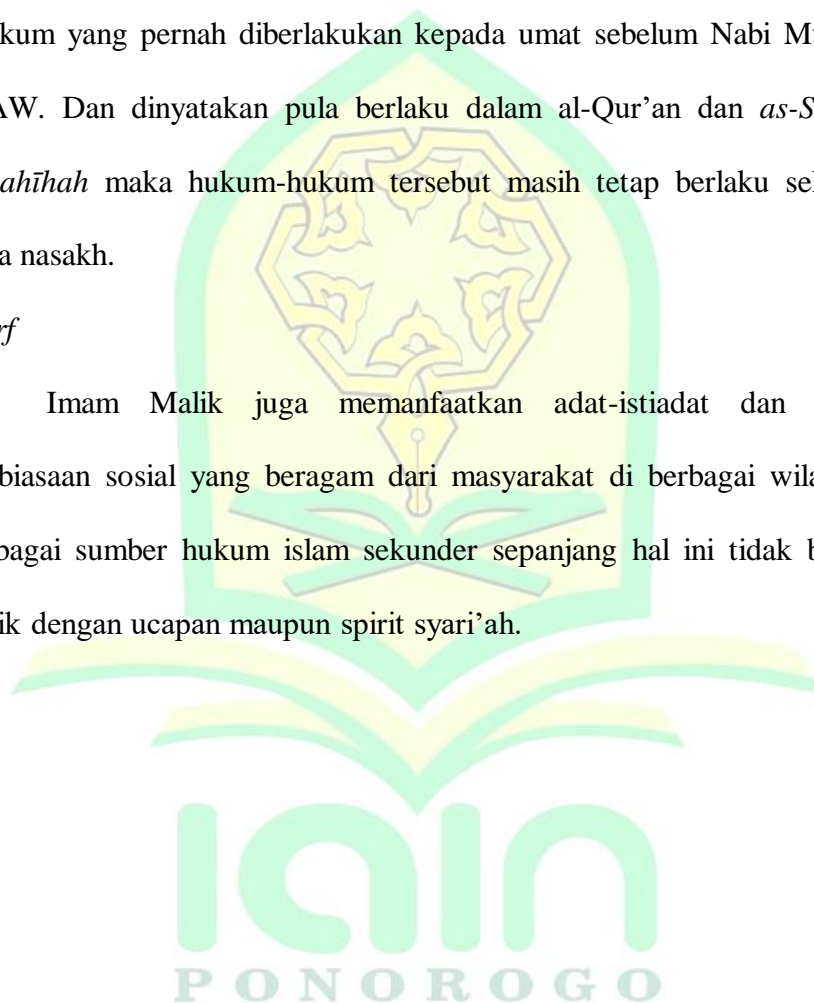 kum yang pernah diberlakukan kepada umat sebelum Nabi
AW. Dan dinyatakan pula berlaku dalam al-Qur’an dan as-S
ahīhah maka hukum-hukum tersebut masih tetap berlaku se
a nasakh.
rf
Imam Malik juga memanfaatkan adat-istiadat dan
biasaan sosial yang beragam dari masyarakat di berbagai wila
bagai sumber hukum islam sekunder sepanjang hal ini tidak b
ik dengan ucapan maupun spirit syari’ah.
IAIN
PONOROGO